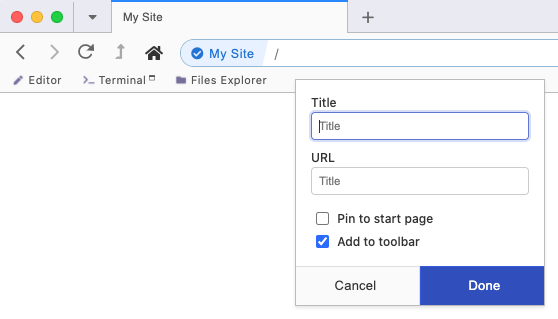 My Site
My Site /
Editor Terminal Files Explorer
Title
Title
URL
Title
Pin to start page
Add to toolbar
Cancel Done